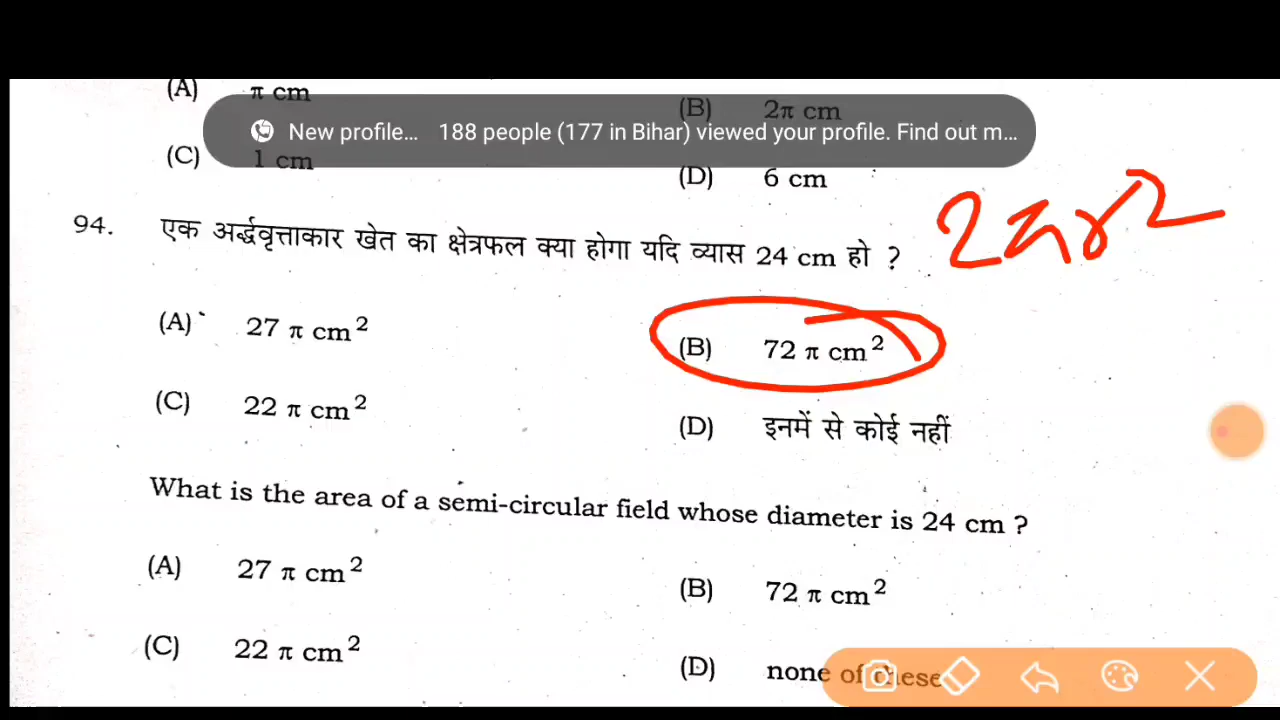 (A) π cm
(B) 2π cm
New profile... 188 people (177 in Bihar) viewed your profile. Find out m...
(C) 1 cm
(D) 6 cm
2πr2
94. एक अर्द्धवृत्ताकार खेत का क्षेत्रफल क्या होगा यदि व्यास 24 cm हो ?
(A) 27 π cm²
(B) 72 π cm²
(C) 22 π cm²
(D) इनमें से कोई नहीं
What is the area of a semi-circular field whose diameter is 24 cm ?
(A) 27 π cm²
(B) 72 π cm²
(C) 22 π cm²
(D) none of these